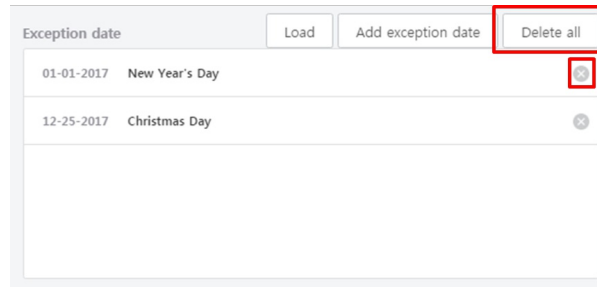 Exception date Load Add exception date Delete all
01-01-2017 New Year's Day
12-25-2017 Christmas Day